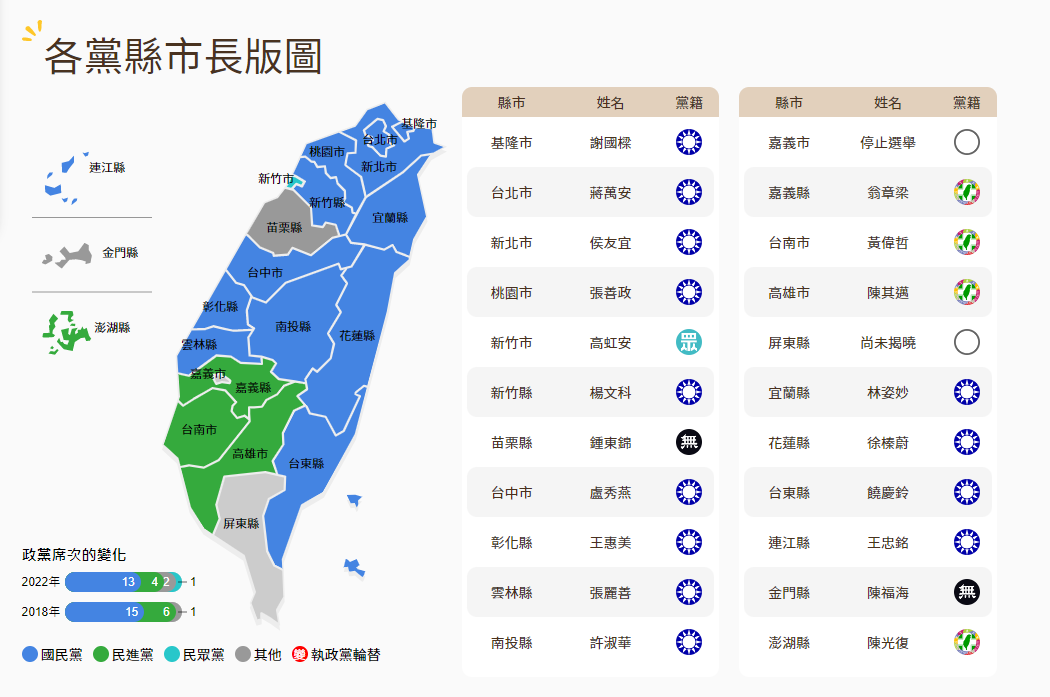 各黨縣市長版圖
連江縣
金門縣
澎湖縣
基隆市
台北市
桃園市
新北市
新竹市
新竹縣
宜蘭縣
苗栗縣
台中市
彰化縣
南投縣
花蓮縣
雲林縣
嘉義市
嘉義縣
台南市
高雄市
台東縣
屏東縣
政黨席次的變化
2022年 13 4 2 1
2018年 15 6 1
國民黨 民進黨 民眾黨 其他 執政黨輪替
縣市 姓名 黨籍
基隆市 謝國樑
台北市 蔣萬安
新北市 侯友宜
桃園市 張善政
新竹市 高虹安 眾
新竹縣 楊文科
苗栗縣 鍾東錦 無
台中市 盧秀燕
彰化縣 王惠美
雲林縣 張麗善
南投縣 許淑華
縣市 姓名 黨籍
嘉義市 停止選舉
嘉義縣 翁章梁
台南市 黃偉哲
高雄市 陳其邁
屏東縣 尚未揭曉
宜蘭縣 林姿妙
花蓮縣 徐榛蔚
台東縣 饒慶鈴
連江縣 王忠銘
金門縣 陳福海 無
澎湖縣 陳光復